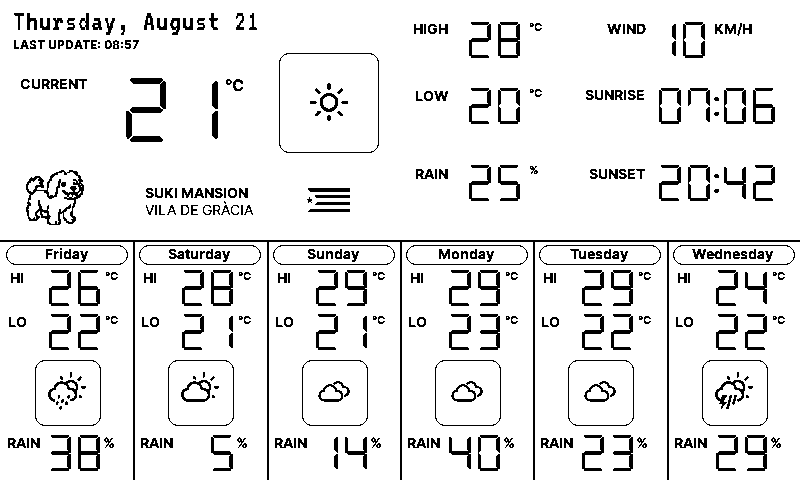 Thursday, August 21
LAST UPDATE: 08:57
CURRENT 21 °C
SUKI MANSION
VILA DE GRÀCIA
HIGH 28 °C
LOW 20 °C
RAIN 25 %
WIND 10 KM/H
SUNRISE 07:06
SUNSET 20:42
Friday
HI 26 °C
LO 22 °C
RAIN 38 %
Saturday
HI 28 °C
LO 21 °C
RAIN 5 %
Sunday
HI 29 °C
LO 21 °C
RAIN 14 %
Monday
HI 29 °C
LO 23 °C
RAIN 40 %
Tuesday
HI 29 °C
LO 22 °C
RAIN 23 %
Wednesday
HI 24 °C
LO 22 °C
RAIN 29 %